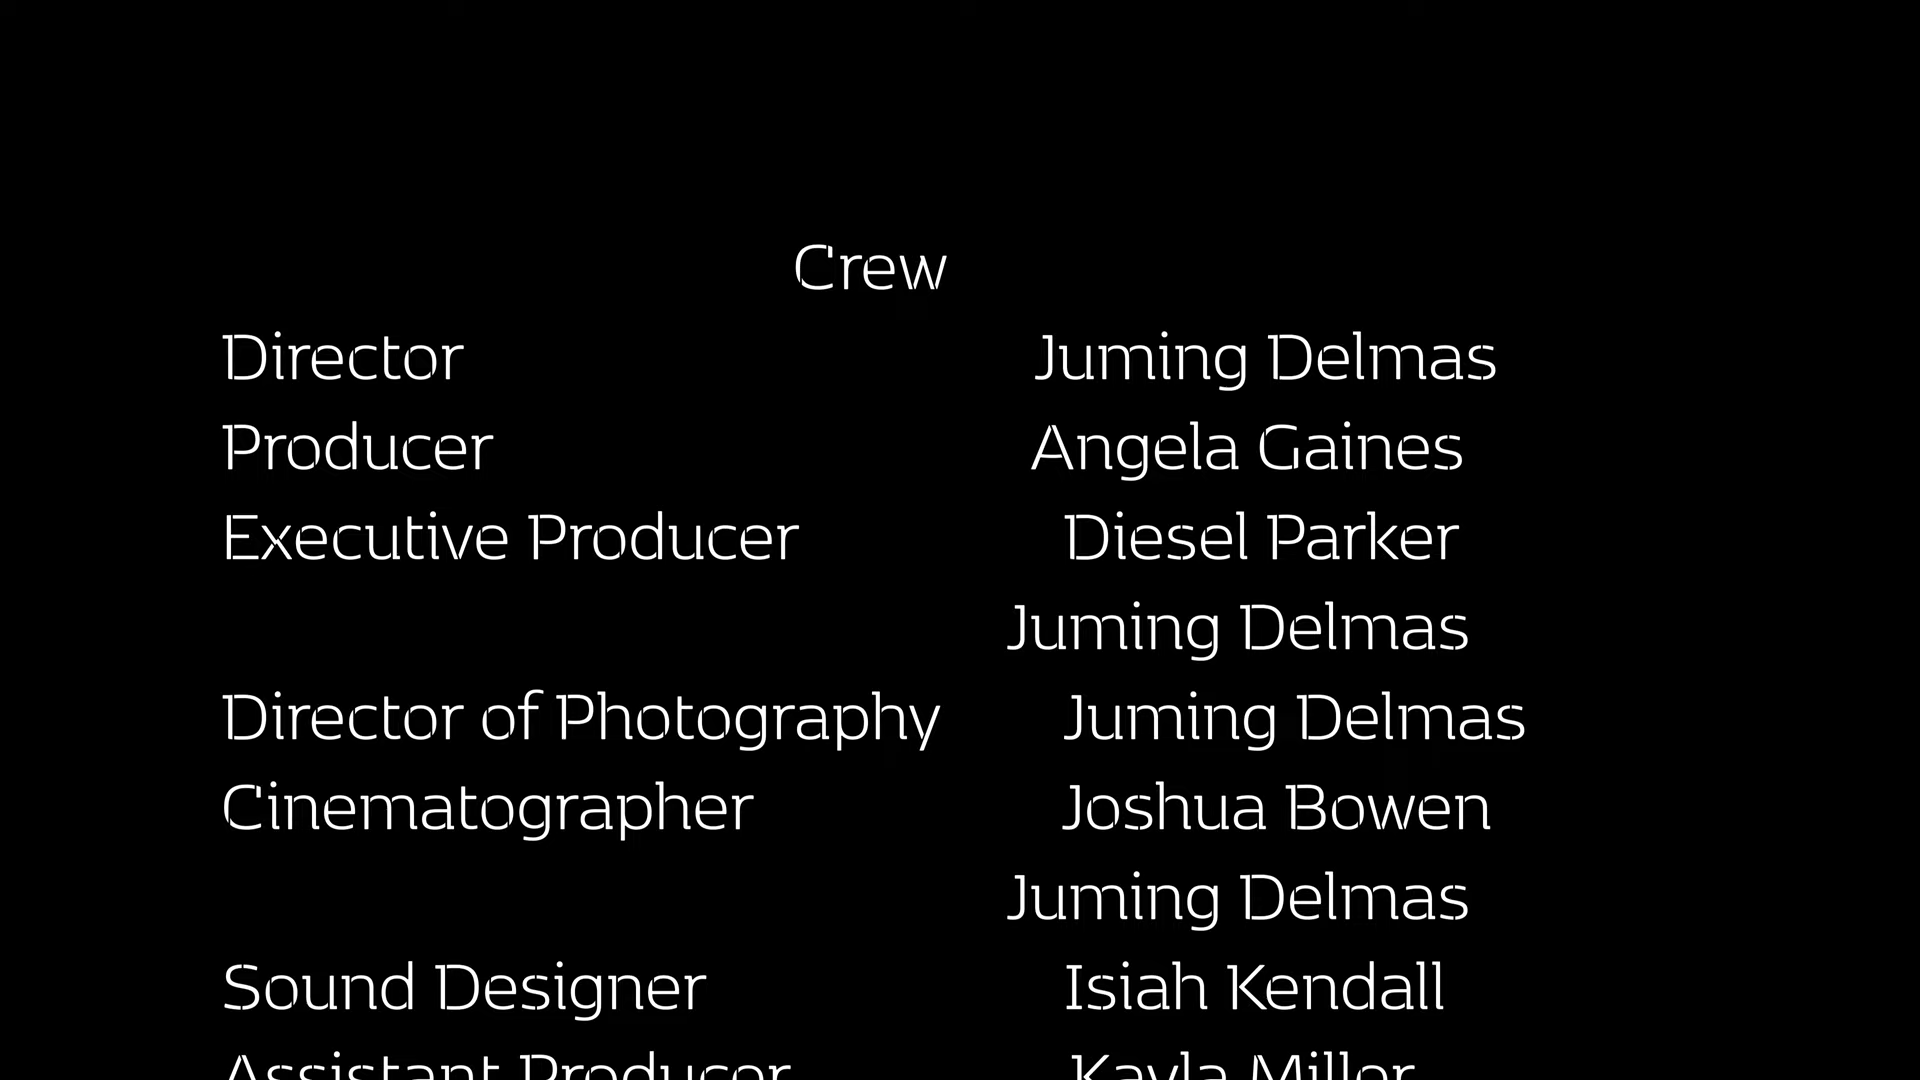 Crew
Director Juming Delmas
Producer Angela Gaines
Executive Producer Diesel Parker
Juming Delmas
Director of Photography Juming Delmas
Cinematographer Joshua Bowen
Juming Delmas
Sound Designer Isiah Kendall
Assistant Producer Kayla Miller